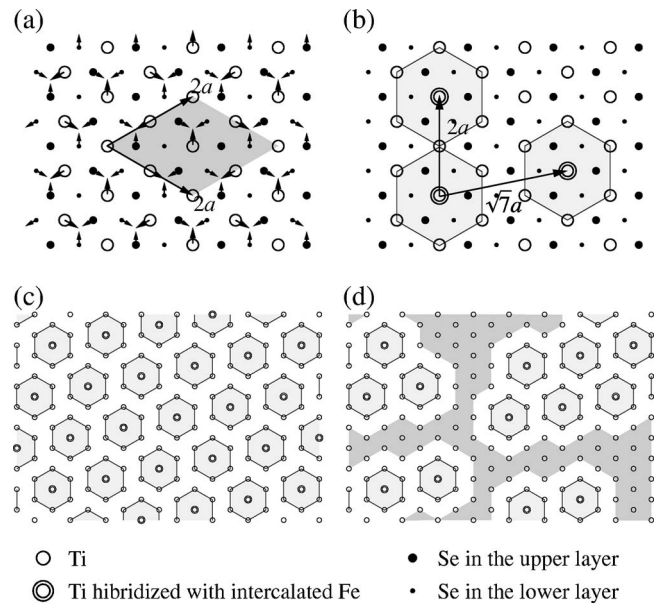 (a)
2a
2a
(b)
2a
√7a
(c)
(d)
Ti
Se in the upper layer
Ti hibridized with intercalated Fe
Se in the lower layer